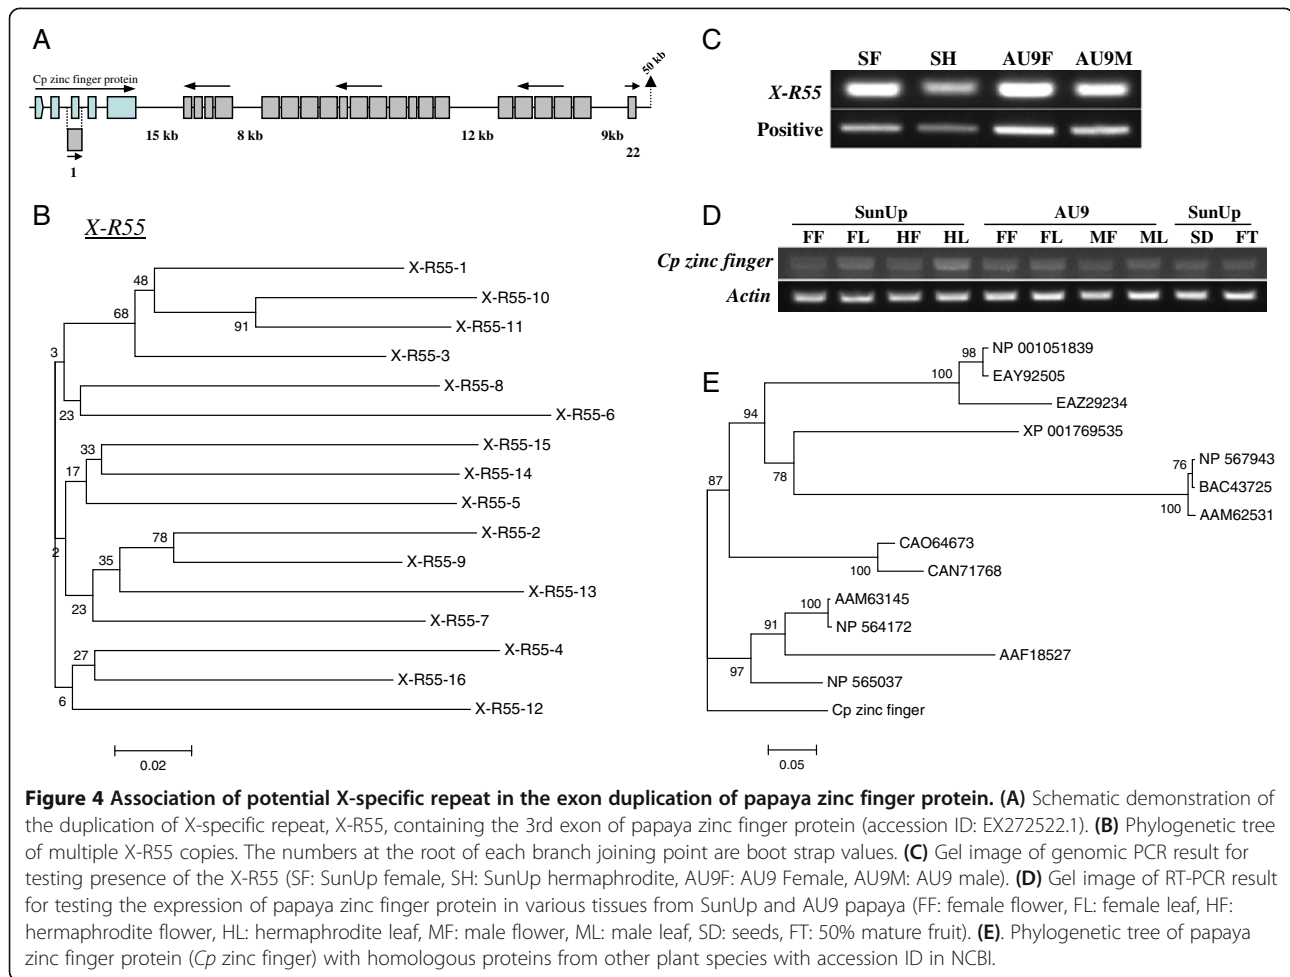 A
Cp zinc finger protein
50 kb
15 kb
8 kb
12 kb
9kb
22
1
B
X-R55
X-R55-1
X-R55-10
X-R55-11
X-R55-3
X-R55-8
X-R55-6
X-R55-15
X-R55-14
X-R55-5
X-R55-2
X-R55-9
X-R55-13
X-R55-7
X-R55-4
X-R55-16
X-R55-12
48
91
68
3
23
33
17
2
78
35
23
27
6
0.02
C
SF SH AU9F AU9M
X-R55
Positive
D
SunUp AU9 SunUp
FF FL HF HL FF FL MF ML SD FT
Cp zinc finger
Actin
E
NP 001051839
EAY92505
EAZ29234
XP 001769535
NP 567943
BAC43725
AAM62531
CAO64673
CAN71768
AAM63145
NP 564172
AAF18527
NP 565037
Cp zinc finger
98
100
94
78
76
100
87
100
100
91
97
0.05
Figure 4 Association of potential X-specific repeat in the exon duplication of papaya zinc finger protein. (A) Schematic demonstration of
the duplication of X-specific repeat, X-R55, containing the 3rd exon of papaya zinc finger protein (accession ID: EX272522.1). (B) Phylogenetic tree
of multiple X-R55 copies. The numbers at the root of each branch joining point are boot strap values. (C) Gel image of genomic PCR result for
testing presence of the X-R55 (SF: SunUp female, SH: SunUp hermaphrodite, AU9F: AU9 Female, AU9M: AU9 male). (D) Gel image of RT-PCR result
for testing the expression of papaya zinc finger protein in various tissues from SunUp and AU9 papaya (FF: female flower, FL: female leaf, HF:
hermaphrodite flower, HL: hermaphrodite leaf, MF: male flower, ML: male leaf, SD: seeds, FT: 50% mature fruit). (E). Phylogenetic tree of papaya
zinc finger protein (Cp zinc finger) with homologous proteins from other plant species with accession ID in NCBI.